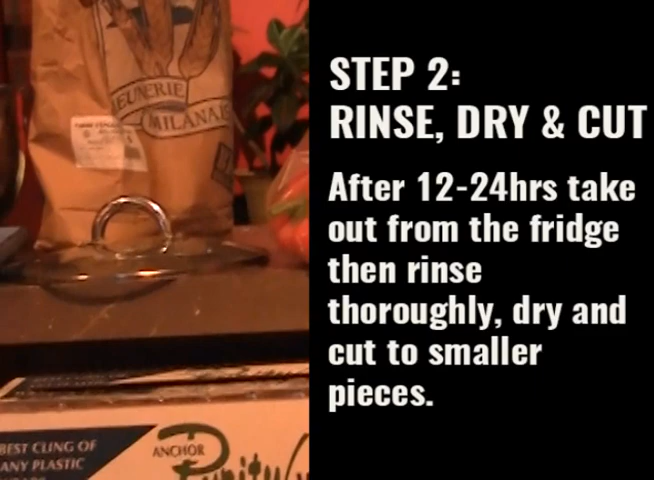 EUNERIE
MILANAI
STEP 2:
RINSE, DRY & CUT
After 12-24hrs take
out from the fridge
then rinse
thoroughly, dry and
cut to smaller
pieces.
BEST CLING OF
ANY PLASTIC
ANCHOR